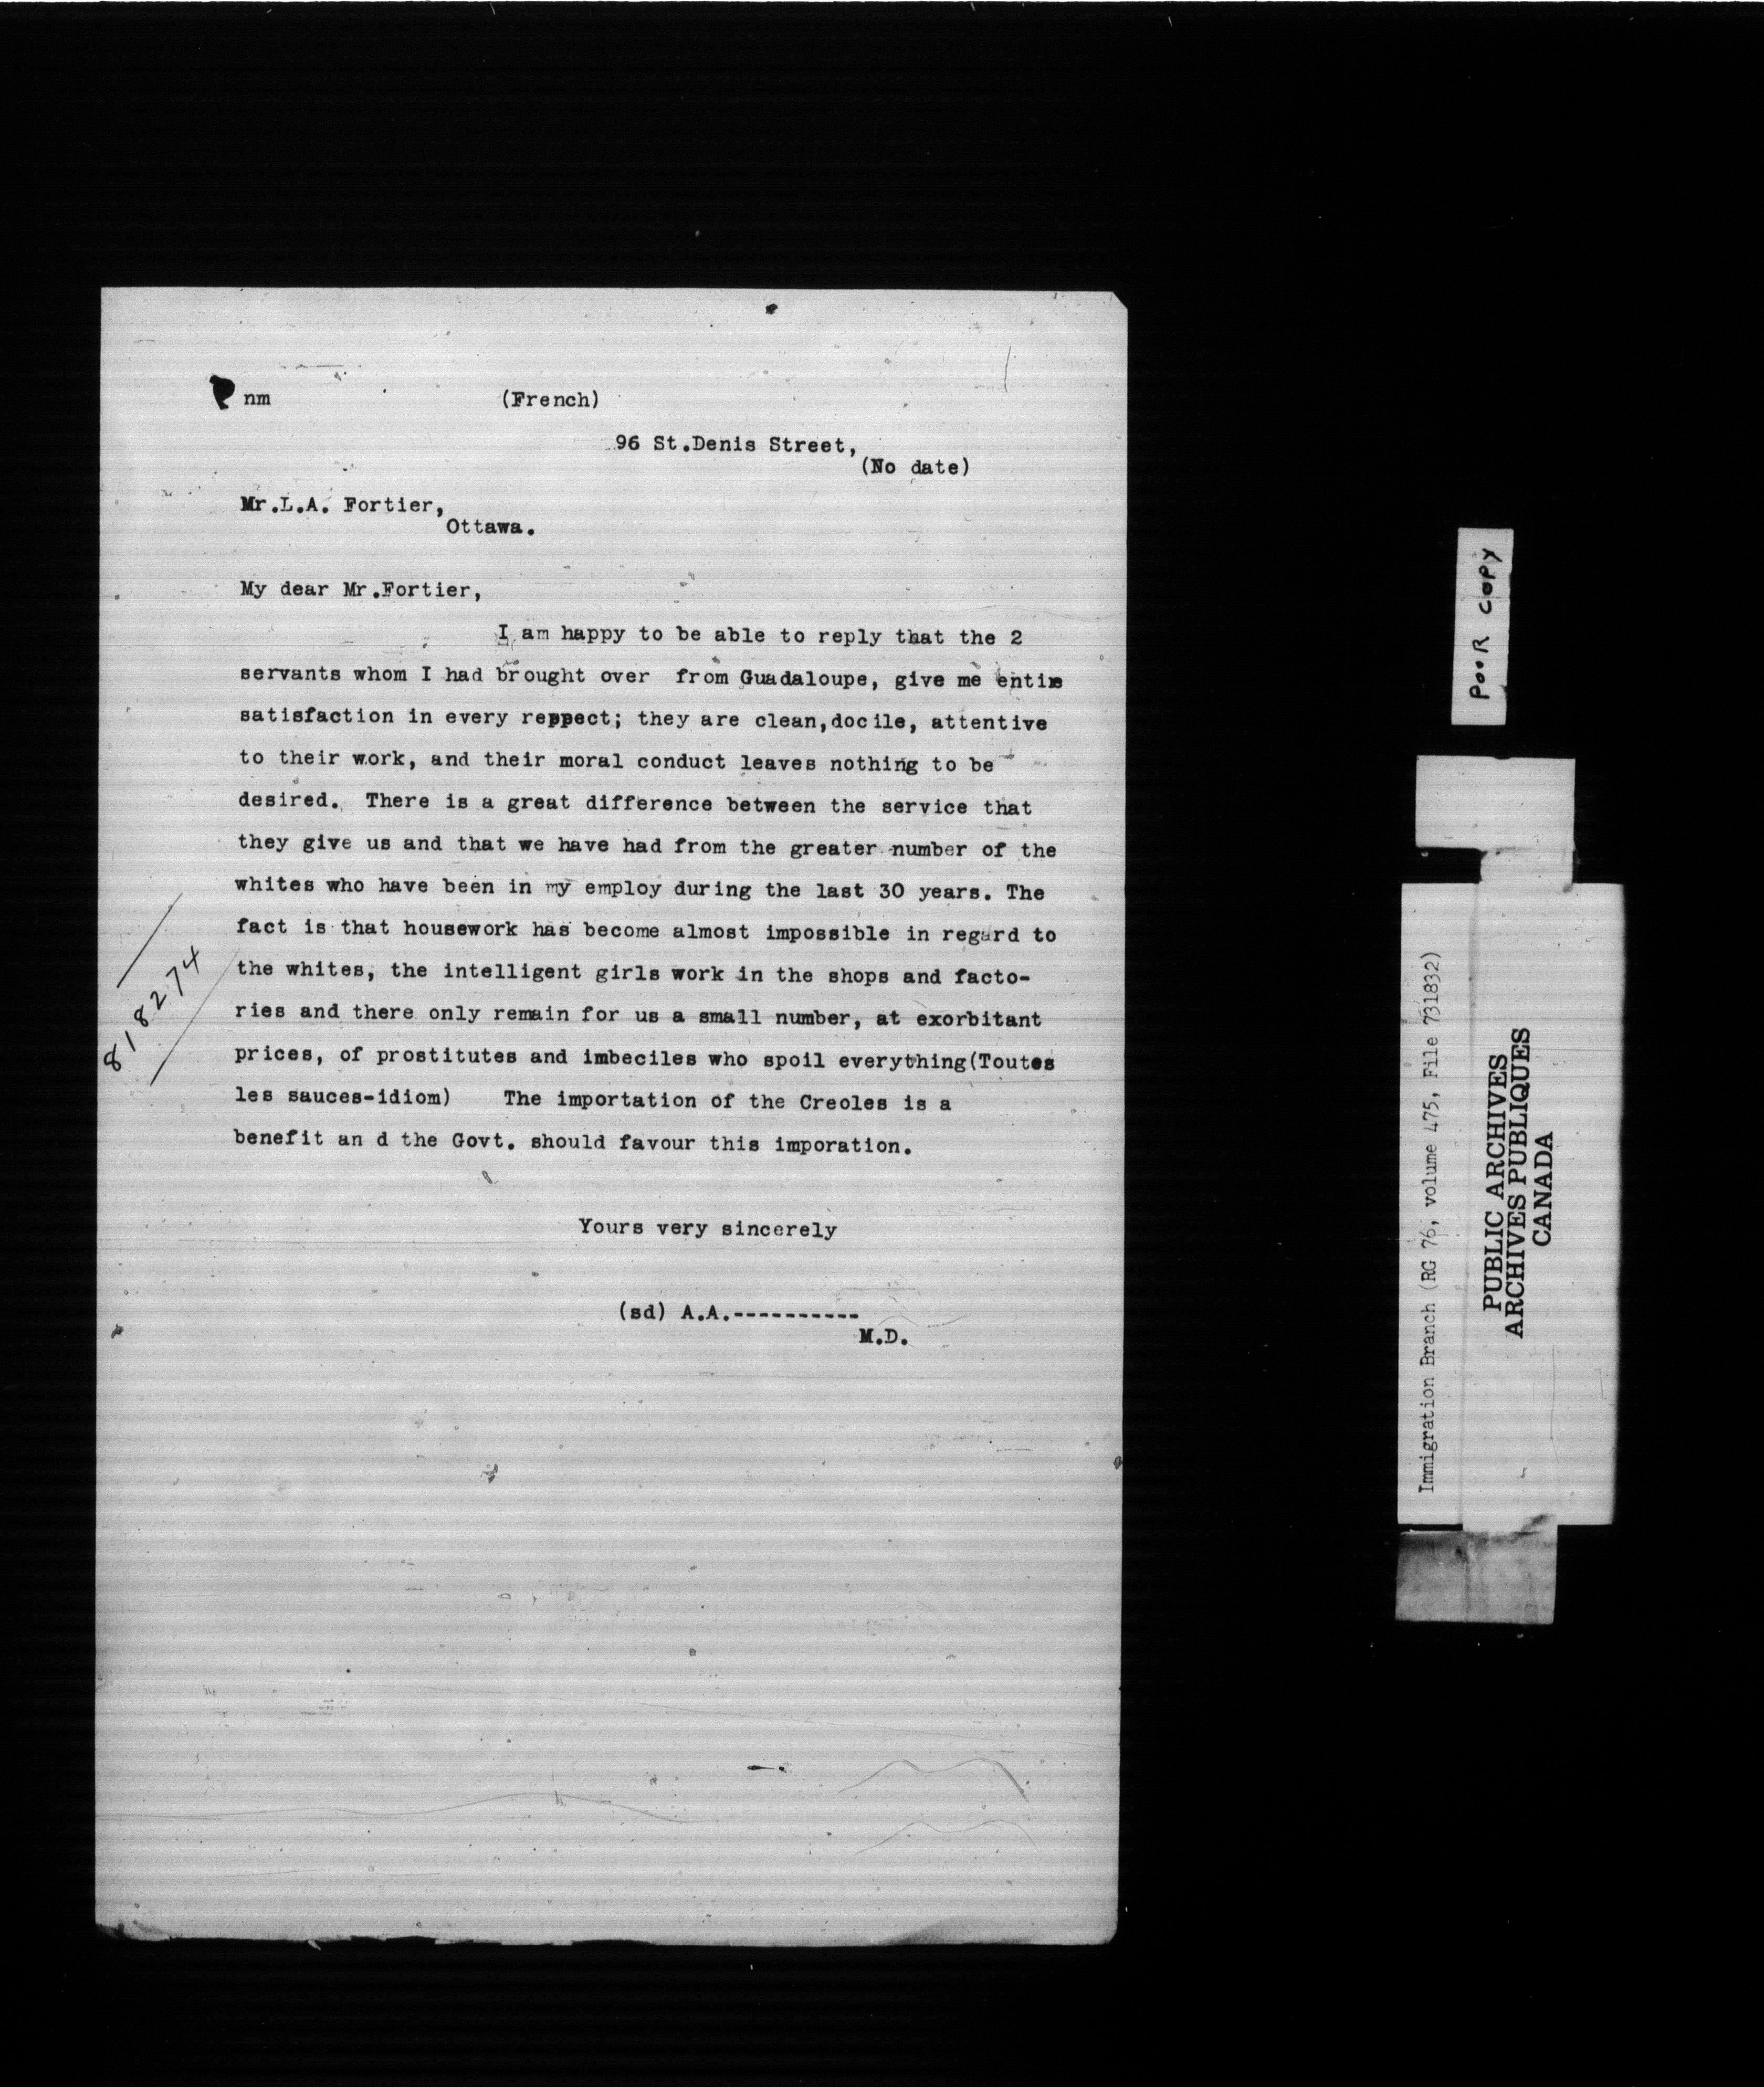 nm (French)
96 St.Denis Street,
(No date)
Mr.L.A. Fortier,
Ottawa.
My dear Mr.Fortier,
I am happy to be able to reply that the 2
servants whom I had brought over from Guadaloupe, give me entire
satisfaction in every reppect; they are clean,docile, attentive
to their work, and their moral conduct leaves nothing to be
desired. There is a great difference between the service that
they give us and that we have had from the greater number of the
whites who have been in my employ during the last 30 years. The
fact is that housework has become almost impossible in regard to
the whites, the intelligent girls work in the shops and facto-
ries and there only remain for us a small number, at exorbitant
prices, of prostitutes and imbeciles who spoil everything(Toutes
les sauces-idiom) The importation of the Creoles is a
benefit an d the Govt. should favour this imporation.
Yours very sincerely
(sd) A.A.----------
M.D.
818274
POOR COPY
Immigration Branch (RG 76, volume 475, File 731832)
PUBLIC ARCHIVES
ARCHIVES PUBLIQUES
CANADA